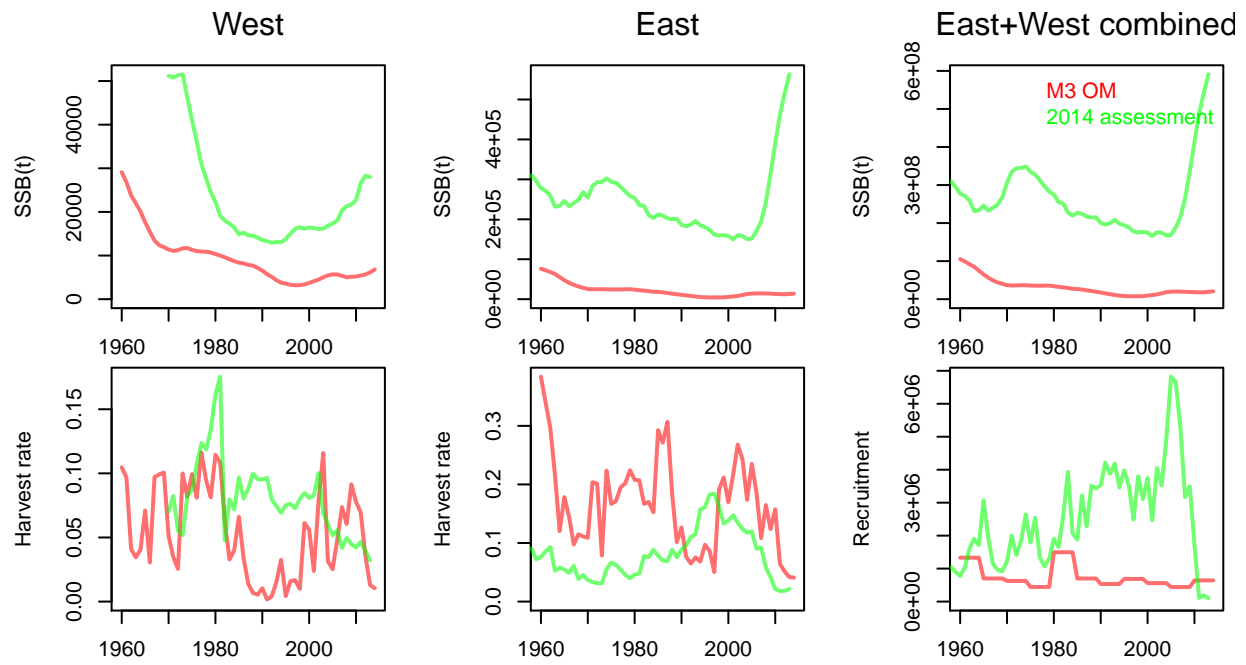 West
East
East+West combined
SSB(t)
0
10000
20000
40000
1960
1980
2000
SSB(t)
0e+00
2e+05
4e+05
1960
1980
2000
SSB(t)
0e+00
3e+08
6e+08
M3 OM
2014 assessment
1960
1980
2000
Harvest rate
0.00
0.05
0.10
0.15
1960
1980
2000
Harvest rate
0.0
0.1
0.2
0.3
1960
1980
2000
Recruitment
0e+00
3e+06
6e+06
1960
1980
2000